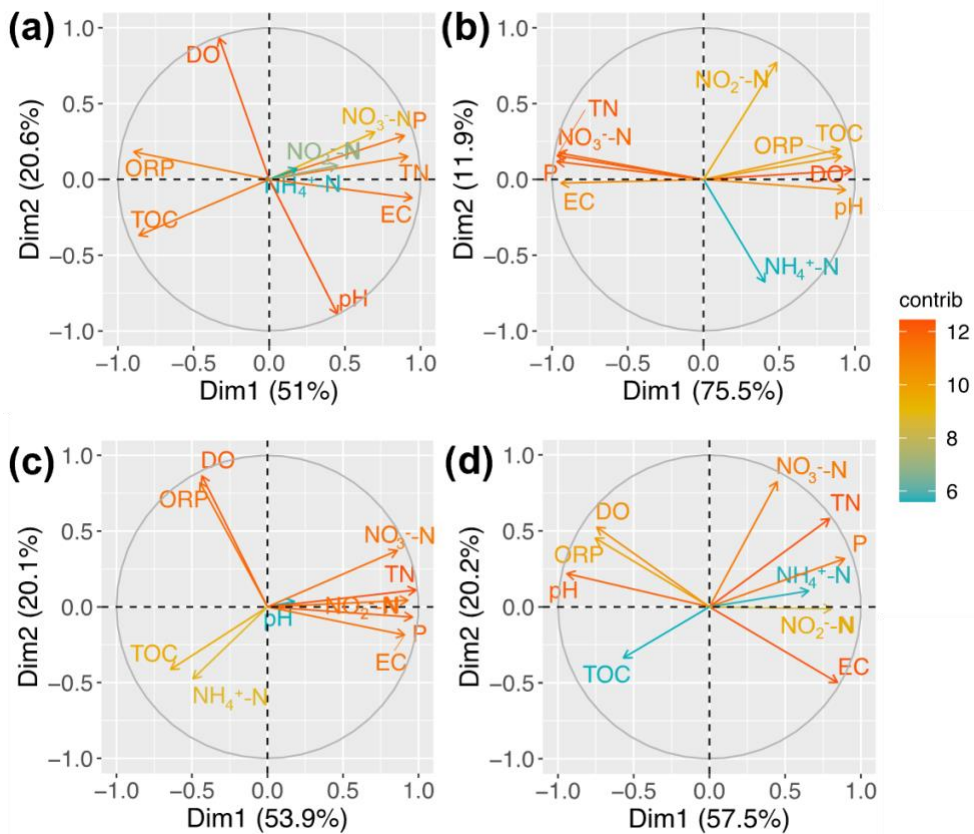 (a)
1.0
0.5
0.0
−0.5
−1.0
Dim2 (20.6%)
DO
NO₃⁻-N
P
NO₂⁻-N
TN
NH₄⁺-N
ORP
EC
TOC
pH
−1.0 −0.5 0.0 0.5 1.0
Dim1 (51%)
(b)
1.0
0.5
0.0
−0.5
−1.0
Dim2 (11.9%)
NO₂⁻-N
TN
NO₃⁻-N
TOC
ORP
P
DO
EC
pH
NH₄⁺-N
−1.0 −0.5 0.0 0.5 1.0
Dim1 (75.5%)
contrib
12
10
8
6
(c)
1.0
0.5
0.0
−0.5
−1.0
Dim2 (20.1%)
DO
ORP
NO₃⁻-N
TN
NO₂⁻-N
pH
P
EC
TOC
NH₄⁺-N
−1.0 −0.5 0.0 0.5 1.0
Dim1 (53.9%)
(d)
1.0
0.5
0.0
−0.5
−1.0
Dim2 (20.2%)
NO₃⁻-N
TN
DO
P
ORP
NH₄⁺-N
pH
NO₂⁻-N
TOC
EC
−1.0 −0.5 0.0 0.5 1.0
Dim1 (57.5%)